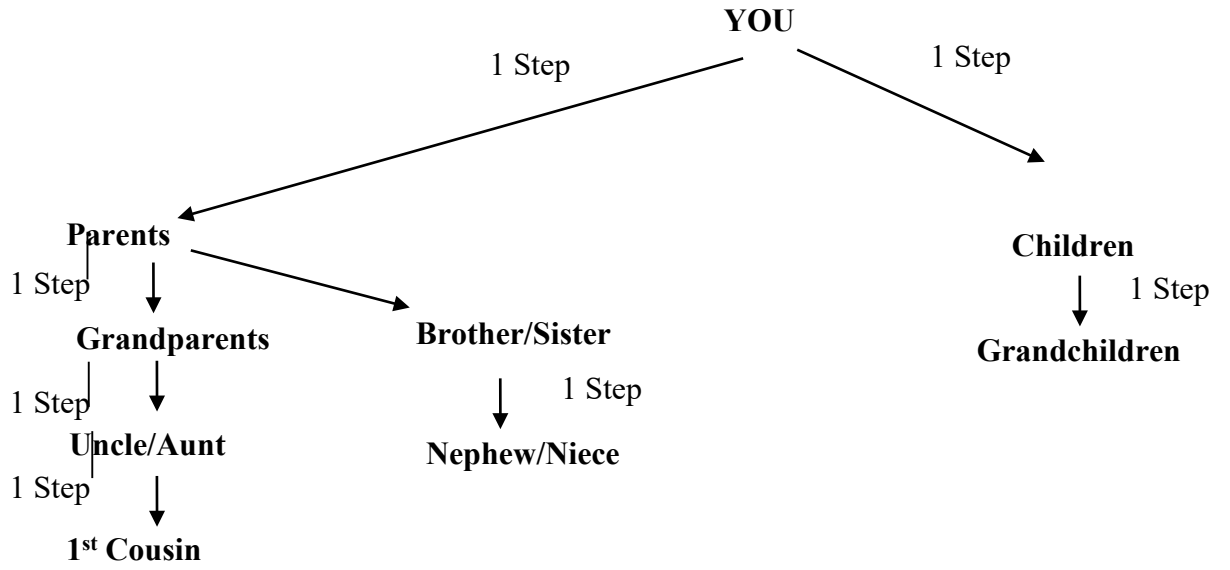 YOU
1 Step
1 Step
Parents
Children
1 Step
1 Step
Grandparents
Brother/Sister
Grandchildren
1 Step
1 Step
Uncle/Aunt
Nephew/Niece
1 Step
1st Cousin